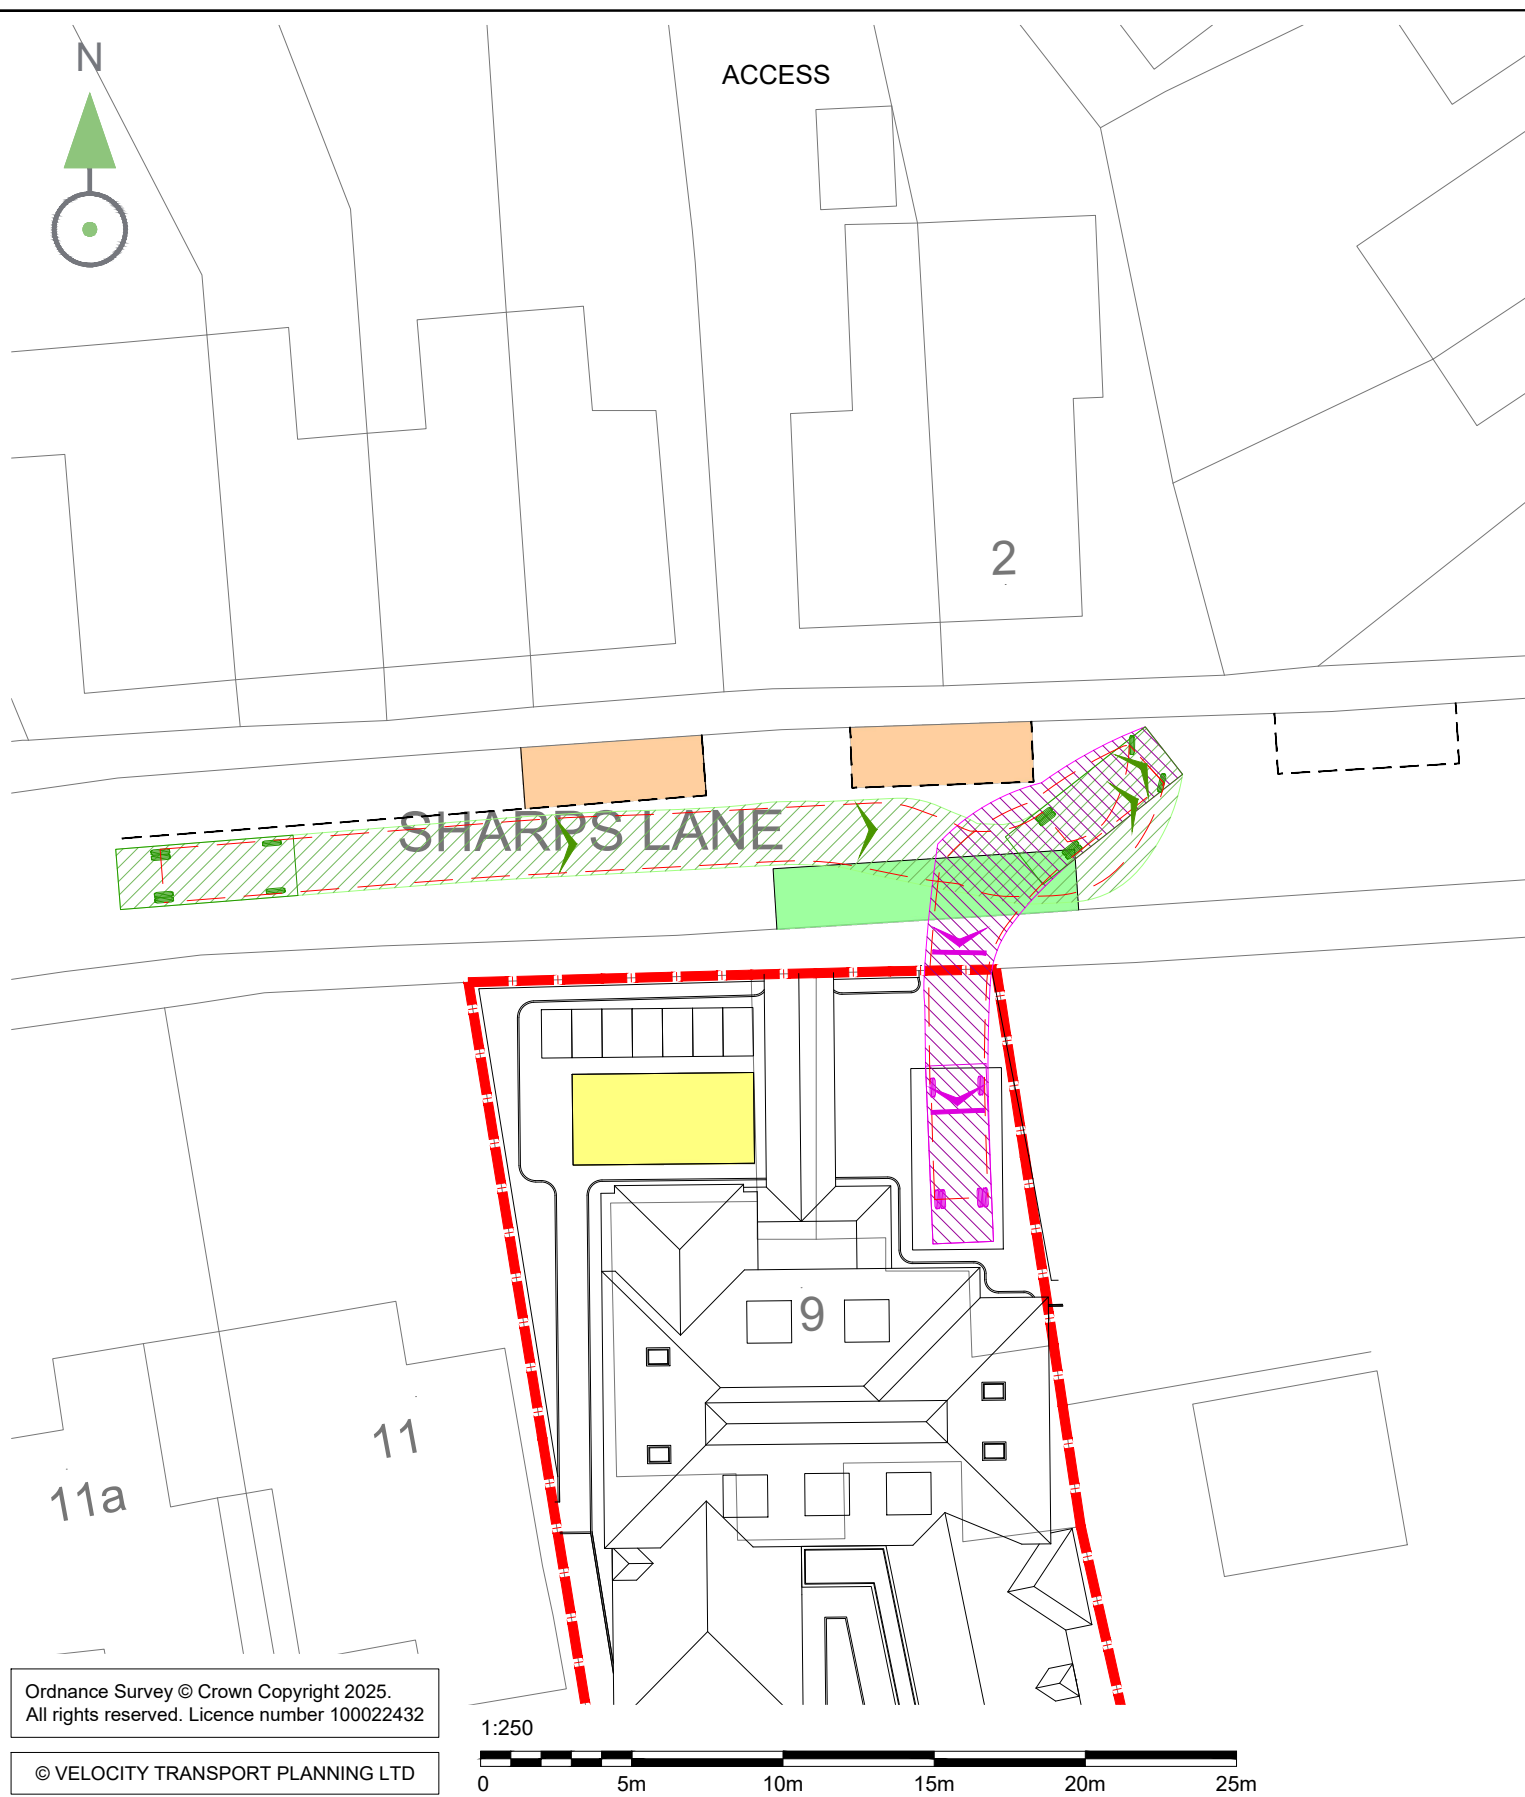 N
ACCESS
2
SHARPS LANE
9
11
11a
Ordnance Survey © Crown Copyright 2025.
All rights reserved. Licence number 100022432
© VELOCITY TRANSPORT PLANNING LTD
1:250
0 5m 10m 15m 20m 25m